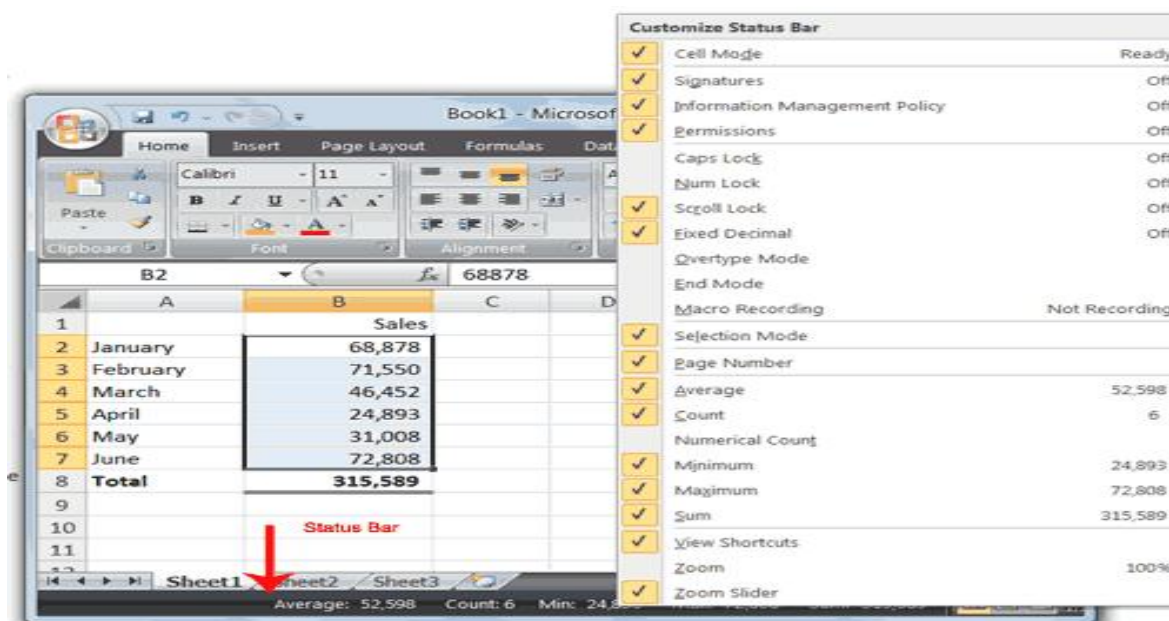 Customize Status Bar
Cell Mode Ready
Signatures Off
Information Management Policy Off
Permissions Off
Caps Lock Off
Num Lock Off
Scroll Lock Off
Fixed Decimal Off
Overtype Mode
End Mode
Macro Recording Not Recording
Selection Mode
Page Number
Average 52,598
Count 6
Numerical Count
Minimum 24,893
Maximum 72,808
Sum 315,589
View Shortcuts
Zoom 100%
Zoom Slider
Book1 - Microsof
Home Insert Page Layout Formulas Dat
Calibri 11
B I U A A
Paste
Clipboard Font Alignment
B2 fx 68878
A B C D
1 Sales
2 January 68,878
3 February 71,550
4 March 46,452
5 April 24,893
6 May 31,008
7 June 72,808
8 Total 315,589
9
10 Status Bar
11
Sheet1 Sheet2 Sheet3
Average: 52,598 Count: 6 Min: 24,8